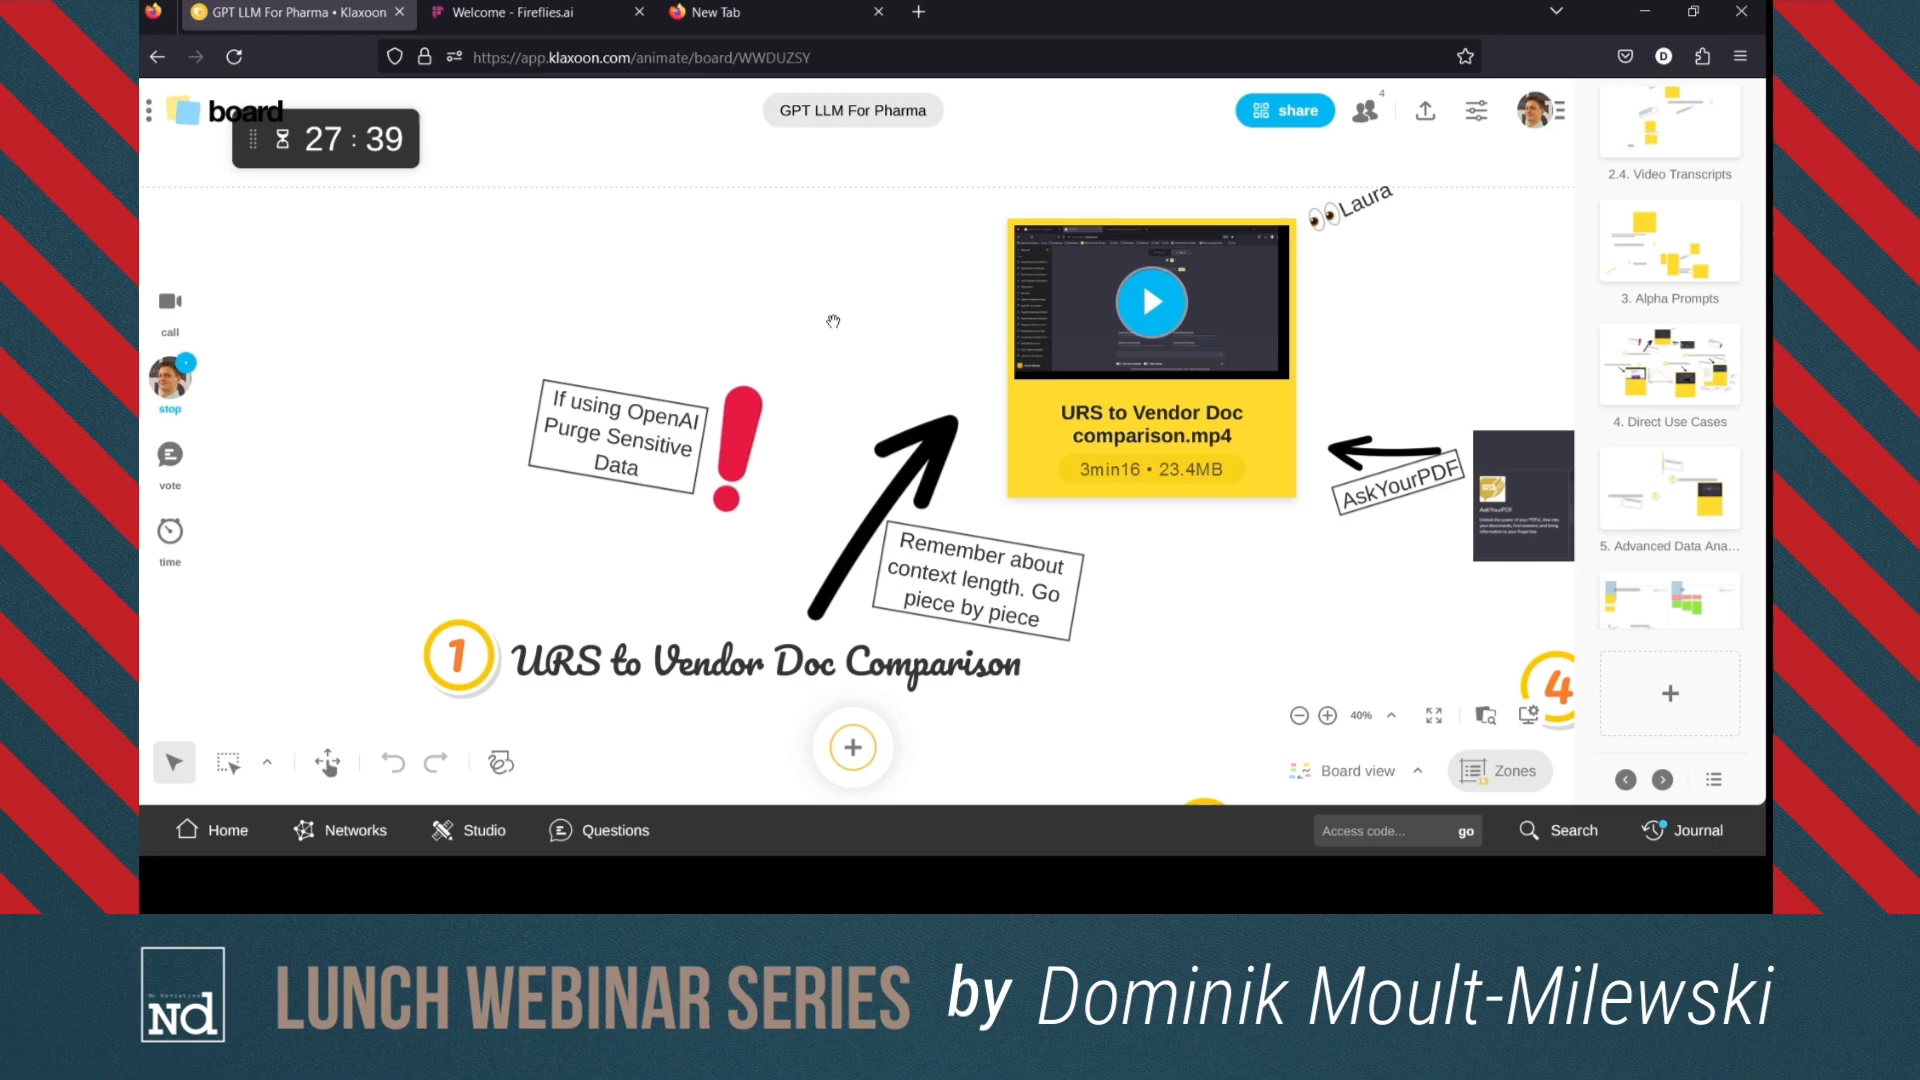 GPT LLM For Pharma • Klaxoon
Welcome - Fireflies.ai
New Tab
https://app.klaxoon.com/animate/board/WWDUZSY
board
27 : 39
GPT LLM For Pharma
share
4
2.4. Video Transcripts
Laura
call
3. Alpha Prompts
stop
If using OpenAI
Purge Sensitive
Data
URS to Vendor Doc
comparison.mp4
3min16 • 23.4MB
4. Direct Use Cases
vote
AskYourPDF
AskYourPDF
time
Remember about
context length. Go
piece by piece
5. Advanced Data Ana...
1
URS to Vendor Doc Comparison
4
40%
Board view
13
Zones
Home
Networks
Studio
Questions
Access code...
go
Search
Journal
Nd
LUNCH WEBINAR SERIES by Dominik Moult-Milewski